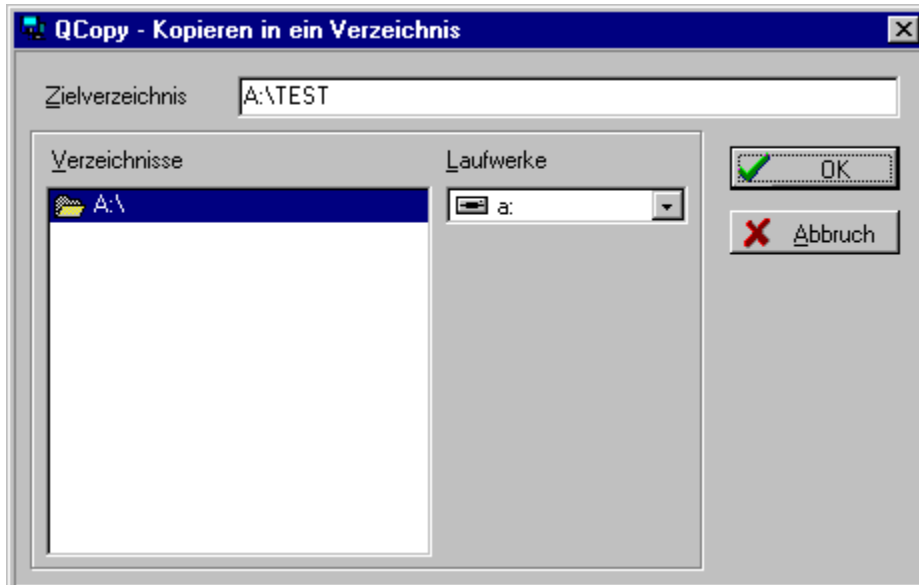 QCopy - Kopieren in ein Verzeichnis
Zielverzeichnis A:\TEST
Verzeichnisse
A:\
Laufwerke
a:
OK
Abbruch